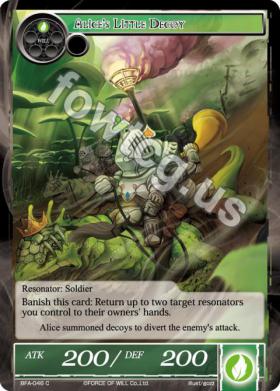 Alice's Little Decoy
WILL
fowtcg.us
Resonator: Soldier
Banish this card: Return up to two target resonators
you control to their owners' hands.
Alice summoned decoys to divert the enemy's attack.
ATK 200 / DEF 200
BFA-046 C ©FORCE OF WILL Co.,Ltd. Illust/gozz